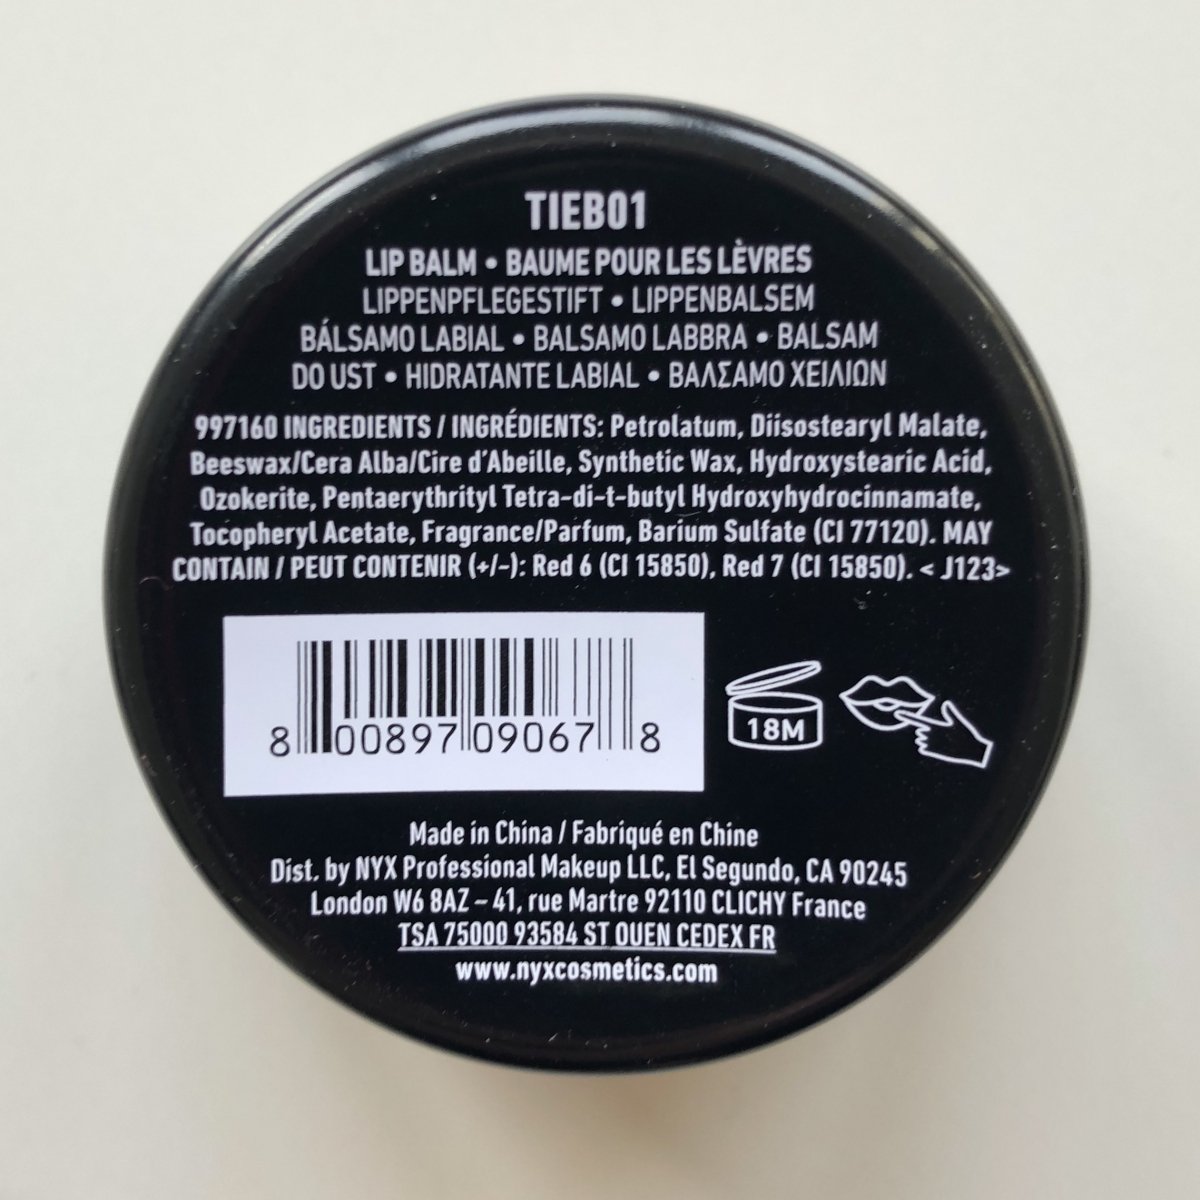 TIEB01
LIP BALM • BAUME POUR LES LÈVRES
LIPPENPFLEGESTIFT • LIPPENBALSEM
BÁLSAMO LABIAL • BALSAMO LABBRA • BALSAM
DO UST • HIDRATANTE LABIAL • ΒΑΛΣΑΜΟ ΧΕΙΛΙΩΝ
997160 INGREDIENTS / INGRÉDIENTS: Petrolatum, Diisostearyl Malate,
Beeswax/Cera Alba/Cire d'Abeille, Synthetic Wax, Hydroxystearic Acid,
Ozokerite, Pentaerythrityl Tetra-di-t-butyl Hydroxyhydrocinnamate,
Tocopheryl Acetate, Fragrance/Parfum, Barium Sulfate (CI 77120). MAY
CONTAIN / PEUT CONTENIR (+/-): Red 6 (CI 15850), Red 7 (CI 15850). < J123>
8 00897 09067 8
18M
Made in China / Fabriqué en Chine
Dist. by NYX Professional Makeup LLC, El Segundo, CA 90245
London W6 8AZ – 41, rue Martre 92110 CLICHY France
TSA 75000 93584 ST OUEN CEDEX FR
www.nyxcosmetics.com